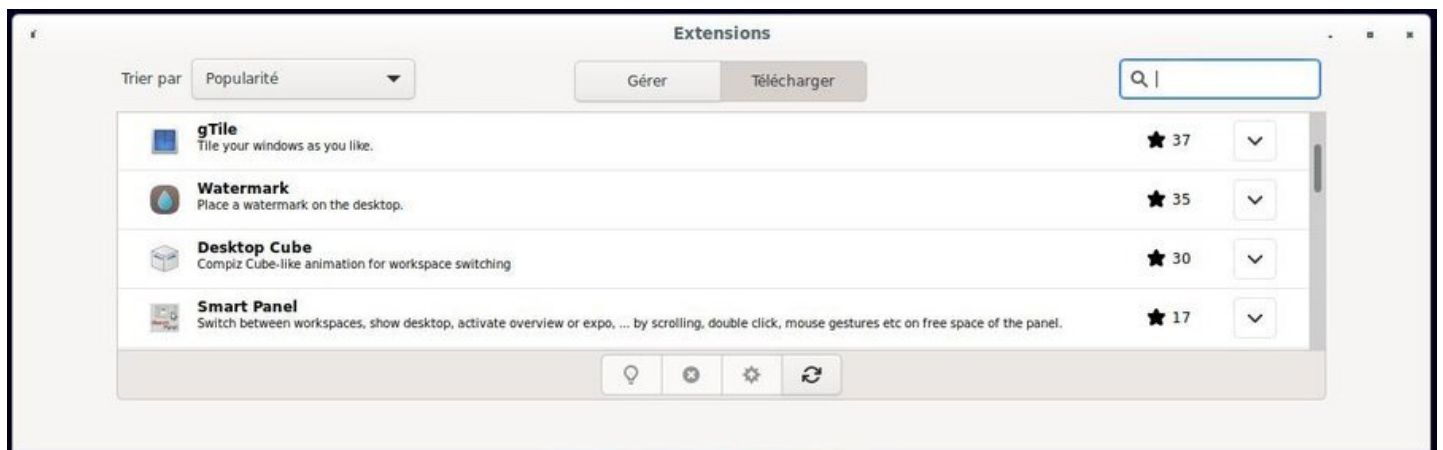 Extensions
Trier par Popularité Gérer Télécharger
gTile
Tile your windows as you like.
37
Watermark
Place a watermark on the desktop.
35
Desktop Cube
Compiz Cube-like animation for workspace switching
30
Smart Panel
Switch between workspaces, show desktop, activate overview or expo, ... by scrolling, double click, mouse gestures etc on free space of the panel.
17